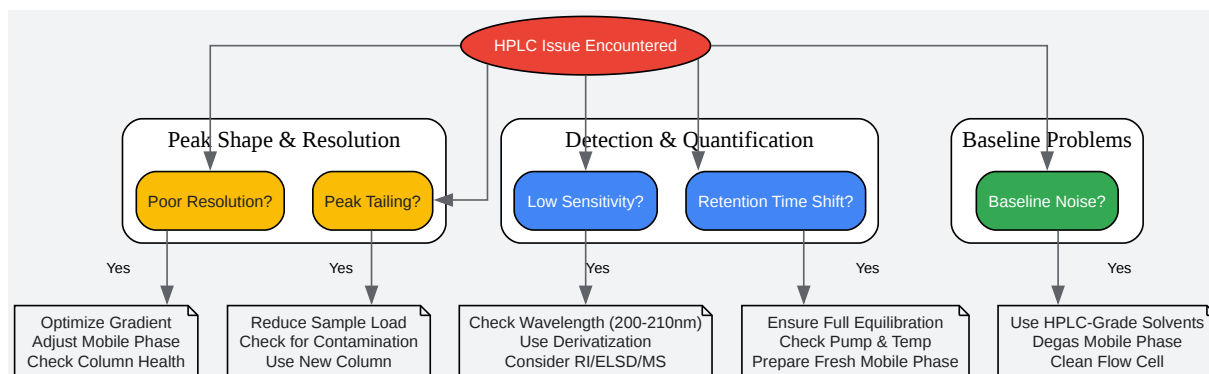 HPLC Issue Encountered
Peak Shape & Resolution
Detection & Quantification
Baseline Problems
Poor Resolution?
Peak Tailing?
Low Sensitivity?
Retention Time Shift?
Baseline Noise?
Yes
Yes
Yes
Yes
Yes
Optimize Gradient
Adjust Mobile Phase
Check Column Health
Reduce Sample Load
Check for Contamination
Use New Column
Check Wavelength (200-210nm)
Use Derivatization
Consider RI/ELSD/MS
Ensure Full Equilibration
Check Pump & Temp
Prepare Fresh Mobile Phase
Use HPLC-Grade Solvents
Degas Mobile Phase
Clean Flow Cell